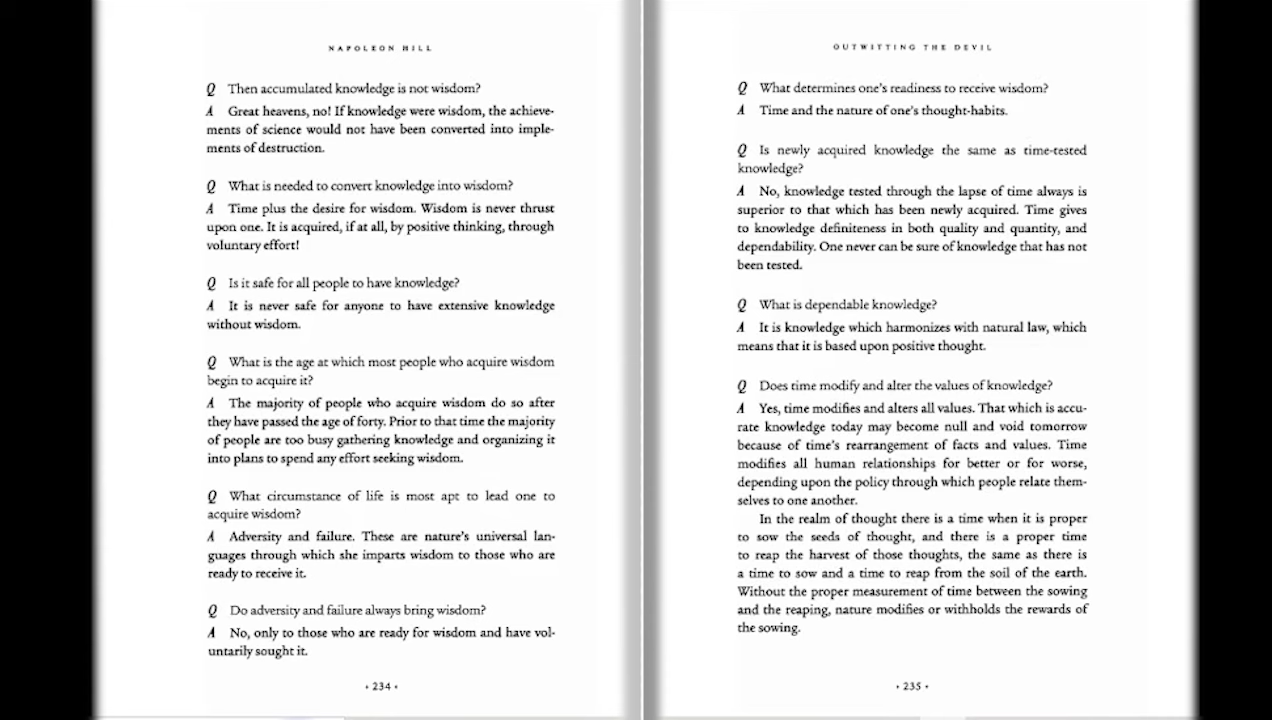 NAPOLEON HILL
Q Then accumulated knowledge is not wisdom?
A Great heavens, no! If knowledge were wisdom, the achieve-
ments of science would not have been converted into imple-
ments of destruction.
Q What is needed to convert knowledge into wisdom?
A Time plus the desire for wisdom. Wisdom is never thrust
upon one. It is acquired, if at all, by positive thinking, through
voluntary effort!
Q Is it safe for all people to have knowledge?
A It is never safe for anyone to have extensive knowledge
without wisdom.
Q What is the age at which most people who acquire wisdom
begin to acquire it?
A The majority of people who acquire wisdom do so after
they have passed the age of forty. Prior to that time the majority
of people are too busy gathering knowledge and organizing it
into plans to spend any effort seeking wisdom.
Q What circumstance of life is most apt to lead one to
acquire wisdom?
A Adversity and failure. These are nature's universal lan-
guages through which she imparts wisdom to those who are
ready to receive it.
Q Do adversity and failure always bring wisdom?
A No, only to those who are ready for wisdom and have vol-
untarily sought it.
• 234 •
OUTWITTING THE DEVIL
Q What determines one's readiness to receive wisdom?
A Time and the nature of one's thought-habits.
Q Is newly acquired knowledge the same as time-tested
knowledge?
A No, knowledge tested through the lapse of time always is
superior to that which has been newly acquired. Time gives
to knowledge definiteness in both quality and quantity, and
dependability. One never can be sure of knowledge that has not
been tested.
Q What is dependable knowledge?
A It is knowledge which harmonizes with natural law, which
means that it is based upon positive thought.
Q Does time modify and alter the values of knowledge?
A Yes, time modifies and alters all values. That which is accu-
rate knowledge today may become null and void tomorrow
because of time's rearrangement of facts and values. Time
modifies all human relationships for better or for worse,
depending upon the policy through which people relate them-
selves to one another.
In the realm of thought there is a time when it is proper
to sow the seeds of thought, and there is a proper time
to reap the harvest of those thoughts, the same as there is
a time to sow and a time to reap from the soil of the earth.
Without the proper measurement of time between the sowing
and the reaping, nature modifies or withholds the rewards of
the sowing.
• 235 •